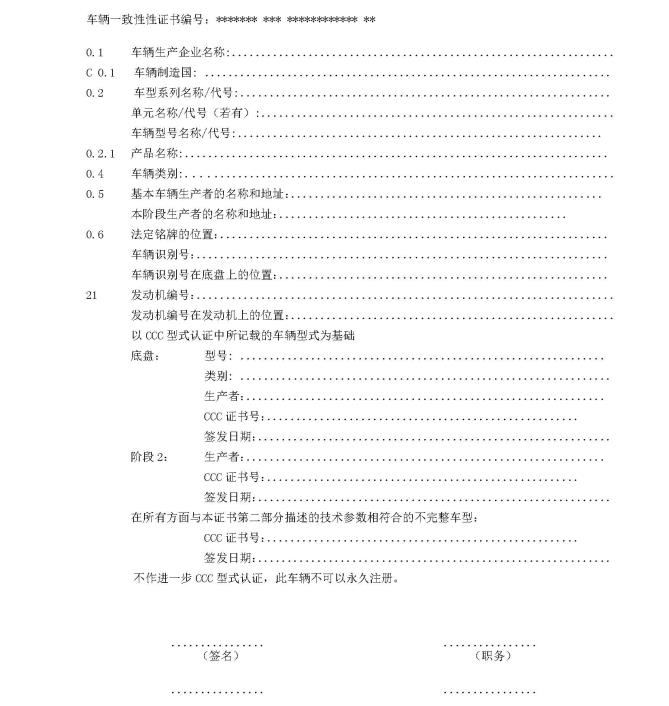 车辆一致性性证书编号：******* *** ************ **
0.1 车辆生产企业名称:................................................................
C 0.1 车辆制造国: ....................................................................
0.2 车型系列名称/代号:..............................................................
单元名称/代号（若有）:............................................................
车辆型号名称/代号:.............................................................
0.2.1 产品名称:.......................................................................
0.4 车辆类别:........................................................................
0.5 基本车辆生产者的名称和地址:....................................................
本阶段生产者的名称和地址:................................................
0.6 法定铭牌的位置:.................................................................
车辆识别号:.....................................................................
车辆识别号在底盘上的位置:.......................................................
21 发动机编号:......................................................................
发动机编号在发动机上的位置:......................................................
以 CCC 型式认证中所记载的车辆型式为基础
底盘: 型号: .............................................................
类别: ..............................................................
生产者:............................................................
CCC 证书号:.....................................................
签发日期:...........................................................
阶段 2: 生产者:............................................................
CCC 证书号:.....................................................
签发日期:...........................................................
在所有方面与本证书第二部分描述的技术参数相符合的不完整车型:
CCC 证书号:.....................................................
签发日期:...........................................................
不作进一步 CCC 型式认证，此车辆不可以永久注册。
................ ................
（签名） （职务）
................ ................